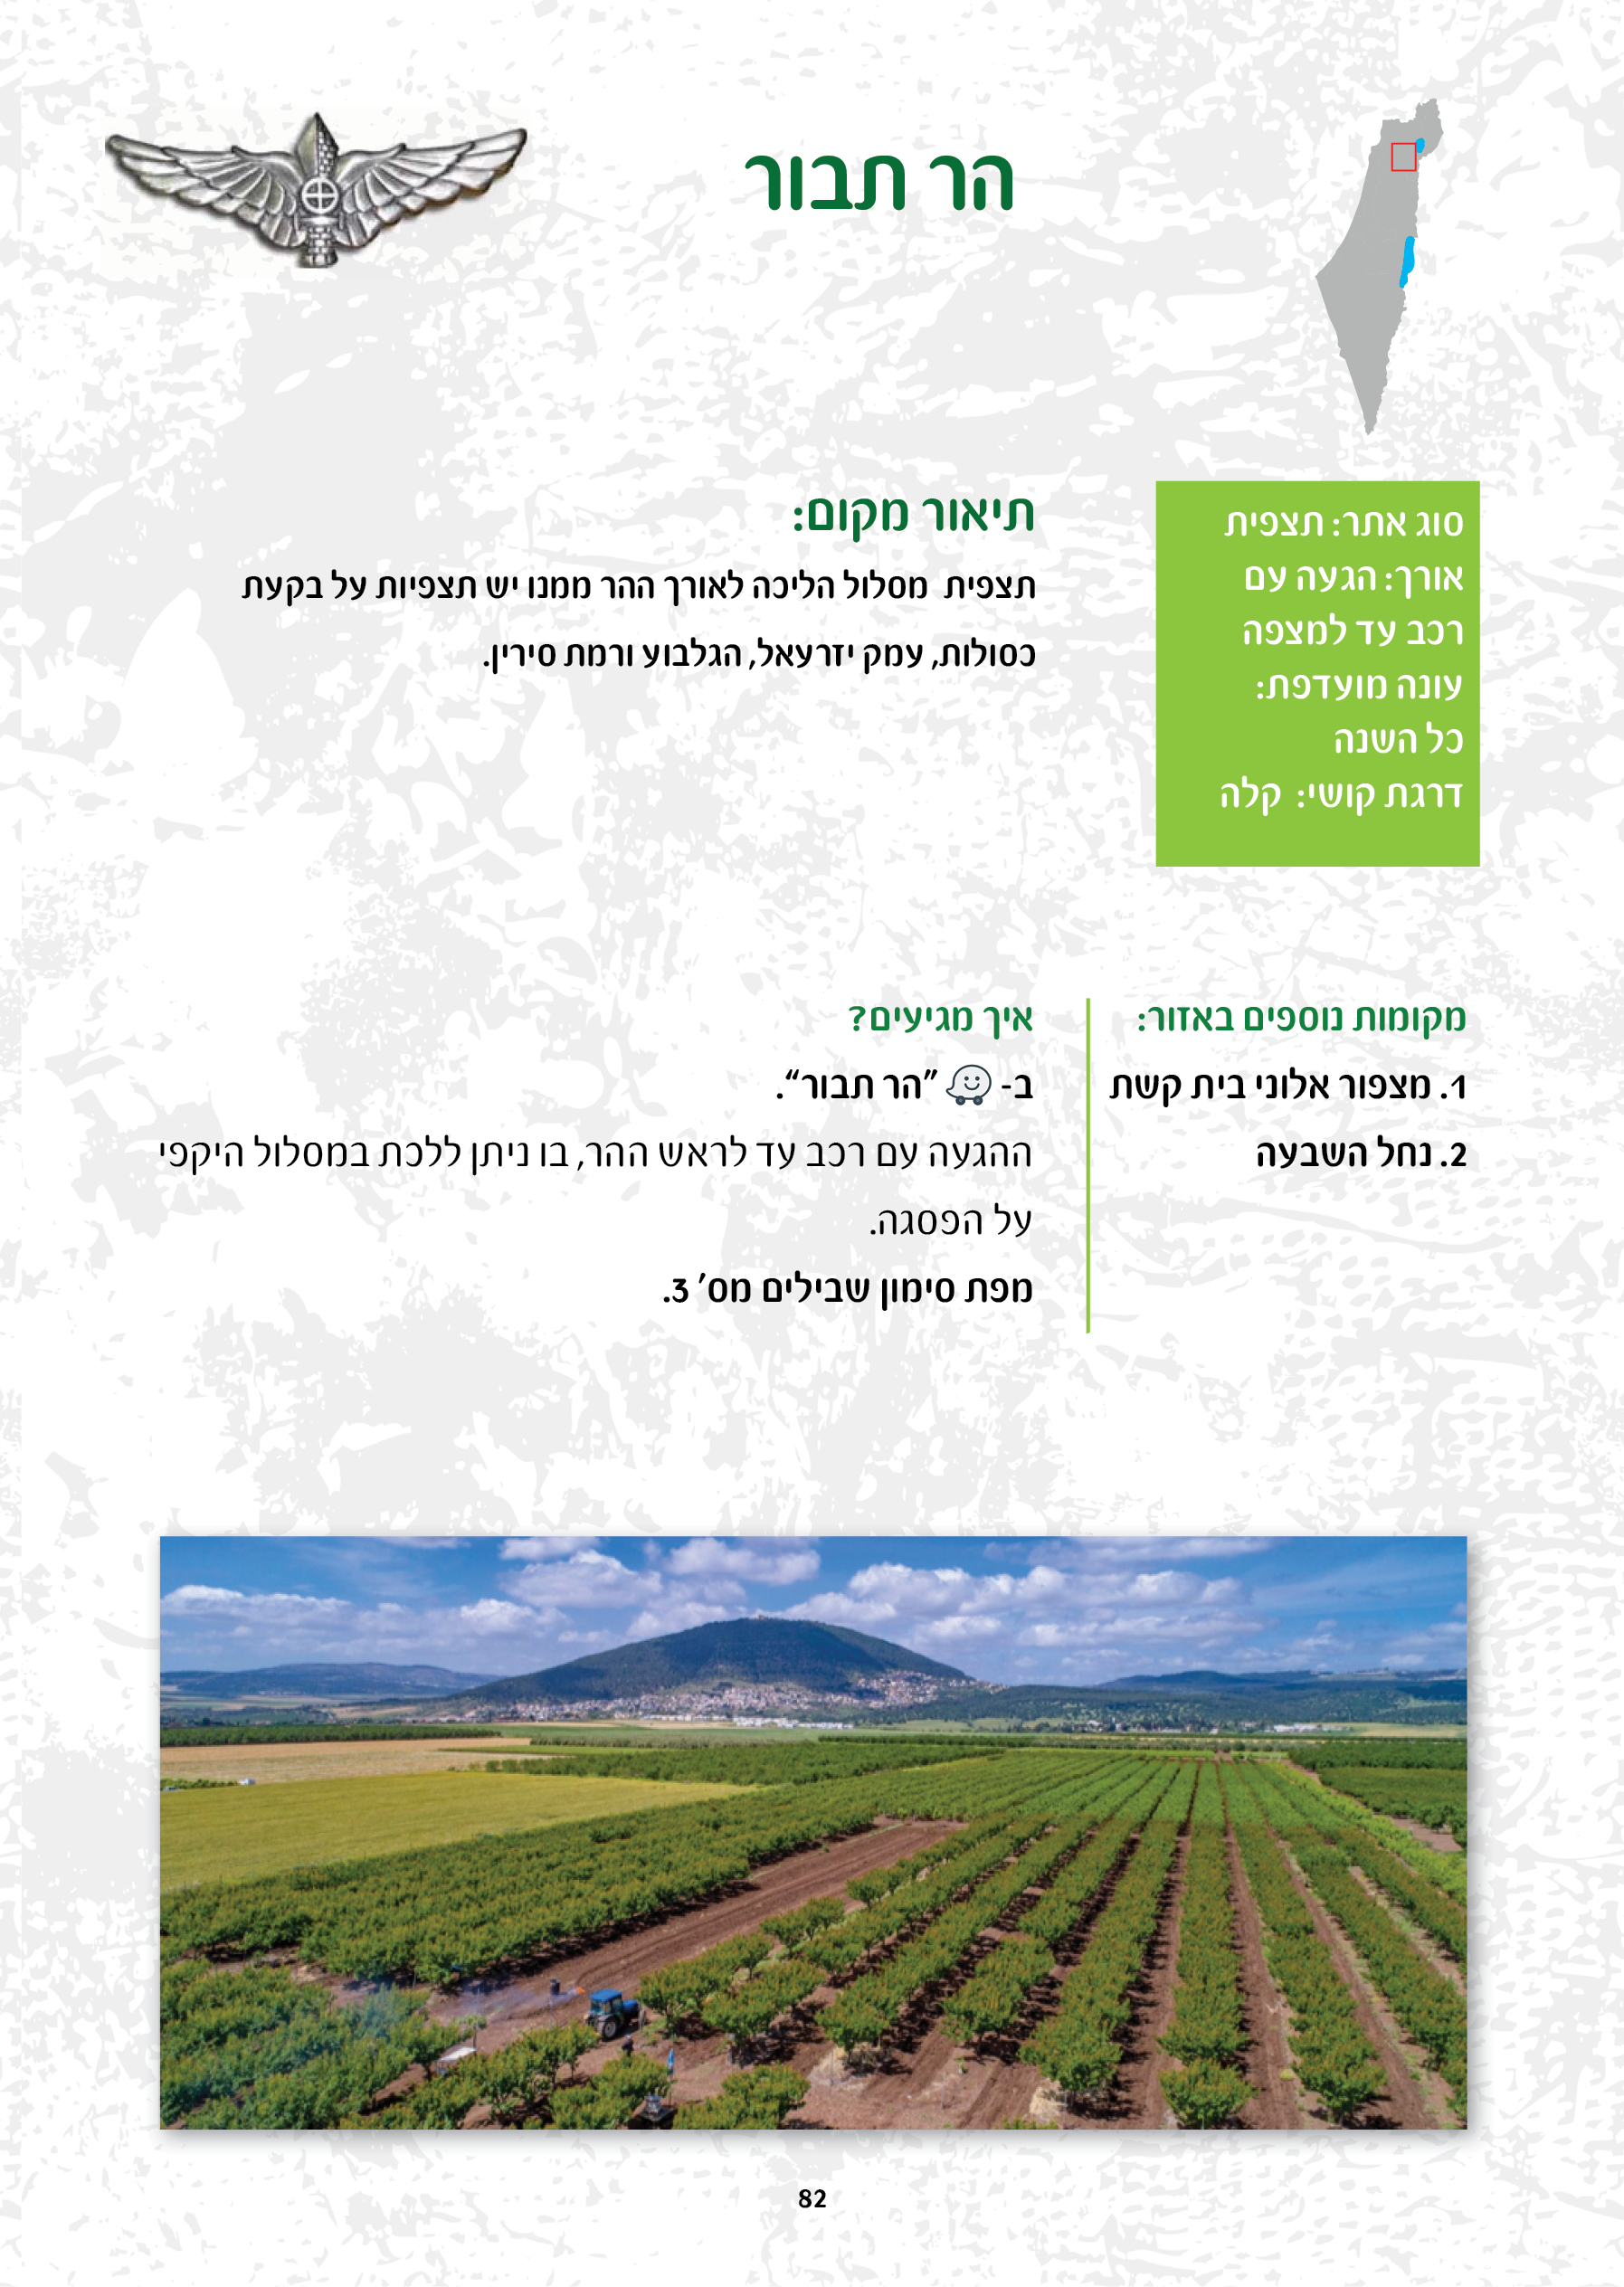 הר תבור
סוג אתר: תצפית
אורך: הגעה עם
רכב עד למצפה
עונה מועדפת:
כל השנה
דרגת קושי: קלה
תיאור מקום:
תצפית מסלול הליכה לאורך ההר ממנו יש תצפיות על בקעת
כסולות, עמק יזרעאל, הגלבוע ורמת סירין.
מקומות נוספים באזור:
1. מצפור אלוני בית קשת
2. נחל השבעה
איך מגיעים?
ב- ”הר תבור“.
ההגעה עם רכב עד לראש ההר, בו ניתן ללכת במסלול היקפי
על הפסגה.
מפת סימון שבילים מס’ 3.
82